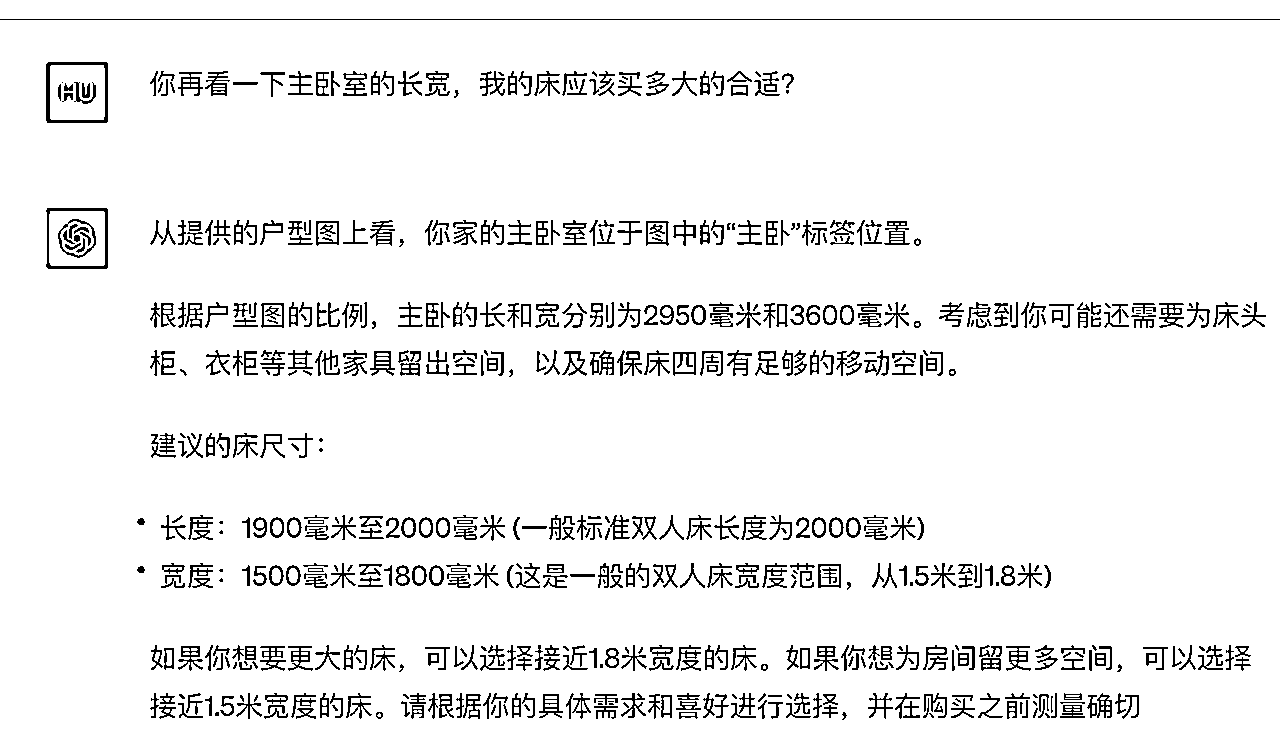 HU
你再看一下主卧室的长宽，我的床应该买多大的合适？
从提供的户型图上看，你家的主卧室位于图中的“主卧”标签位置。
根据户型图的比例，主卧的长和宽分别为2950毫米和3600毫米。考虑到你可能还需要为床头
柜、衣柜等其他家具留出空间，以及确保床四周有足够的移动空间。
建议的床尺寸：
• 长度：1900毫米至2000毫米 (一般标准双人床长度为2000毫米)
• 宽度：1500毫米至1800毫米 (这是一般的双人床宽度范围，从1.5米到1.8米)
如果你想要更大的床，可以选择接近1.8米宽度的床。如果你想为房间留更多空间，可以选择
接近1.5米宽度的床。请根据你的具体需求和喜好进行选择，并在购买之前测量确切